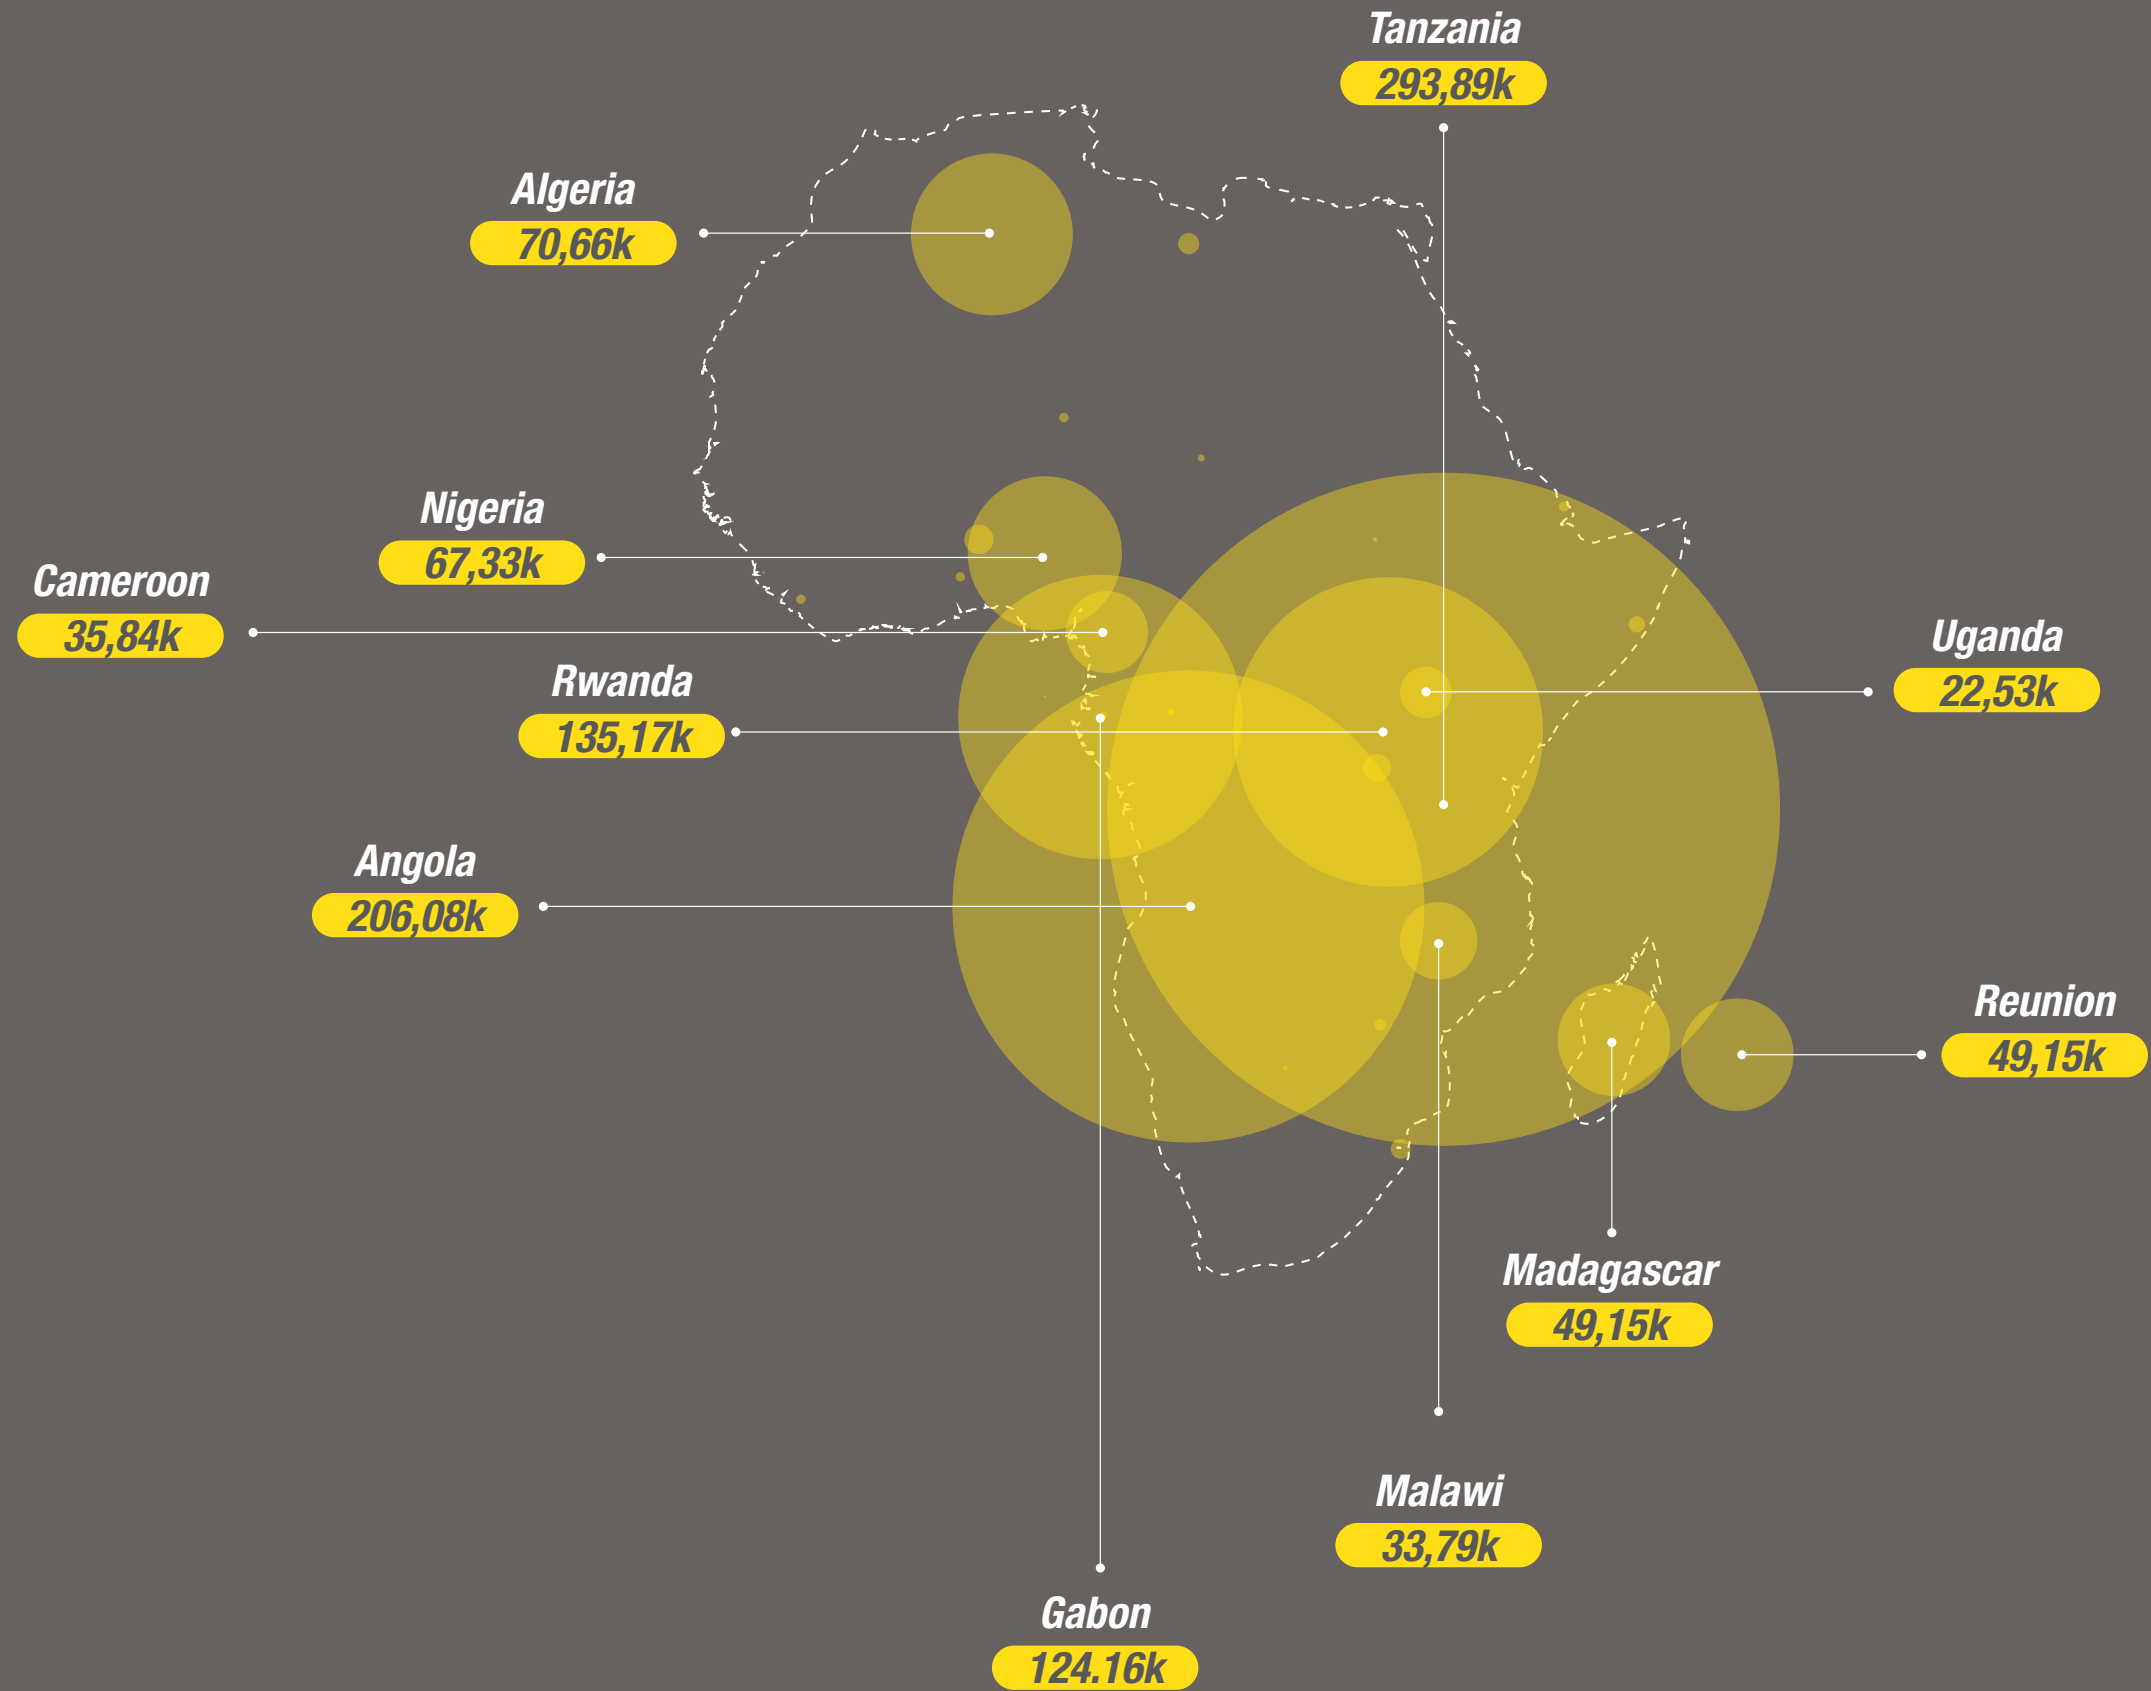 Tanzania
293,89k
Algeria
70,66k
Nigeria
67,33k
Cameroon
35,84k
Uganda
22,53k
Rwanda
135,17k
Angola
206,08k
Reunion
49,15k
Madagascar
49,15k
Malawi
33,79k
Gabon
124.16k